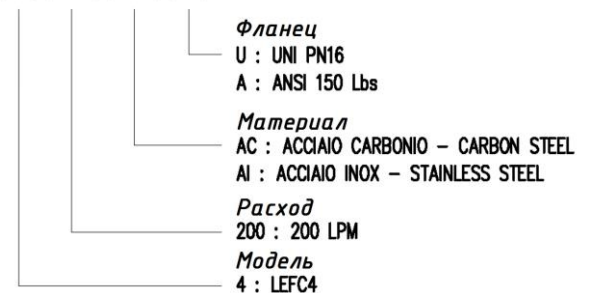 Фланец
U : UNI PN16
A : ANSI 150 Lbs
Материал
AC : ACCIAIO CARBONIO – CARBON STEEL
AI : ACCIAIO INOX – STAINLESS STEEL
Расход
200 : 200 LPM
Модель
4 : LEFC4